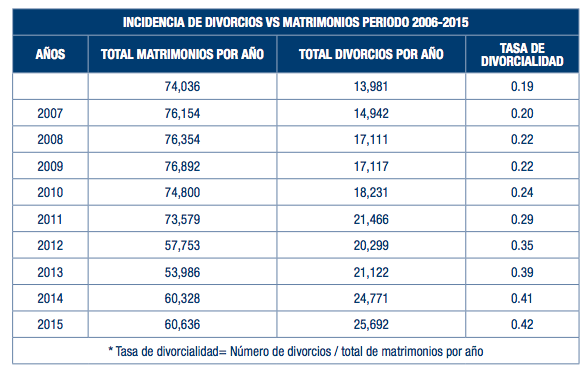 INCIDENCIA DE DIVORCIOS VS MATRIMONIOS PERIODO 2006-2015
AÑOS TOTAL MATRIMONIOS POR AÑO TOTAL DIVORCIOS POR AÑO TASA DE DIVORCIALIDAD
74,036 13,981 0.19
2007 76,154 14,942 0.20
2008 76,354 17,111 0.22
2009 76,892 17,117 0.22
2010 74,800 18,231 0.24
2011 73,579 21,466 0.29
2012 57,753 20,299 0.35
2013 53,986 21,122 0.39
2014 60,328 24,771 0.41
2015 60,636 25,692 0.42
* Tasa de divorcialidad= Número de divorcios / total de matrimonios por año